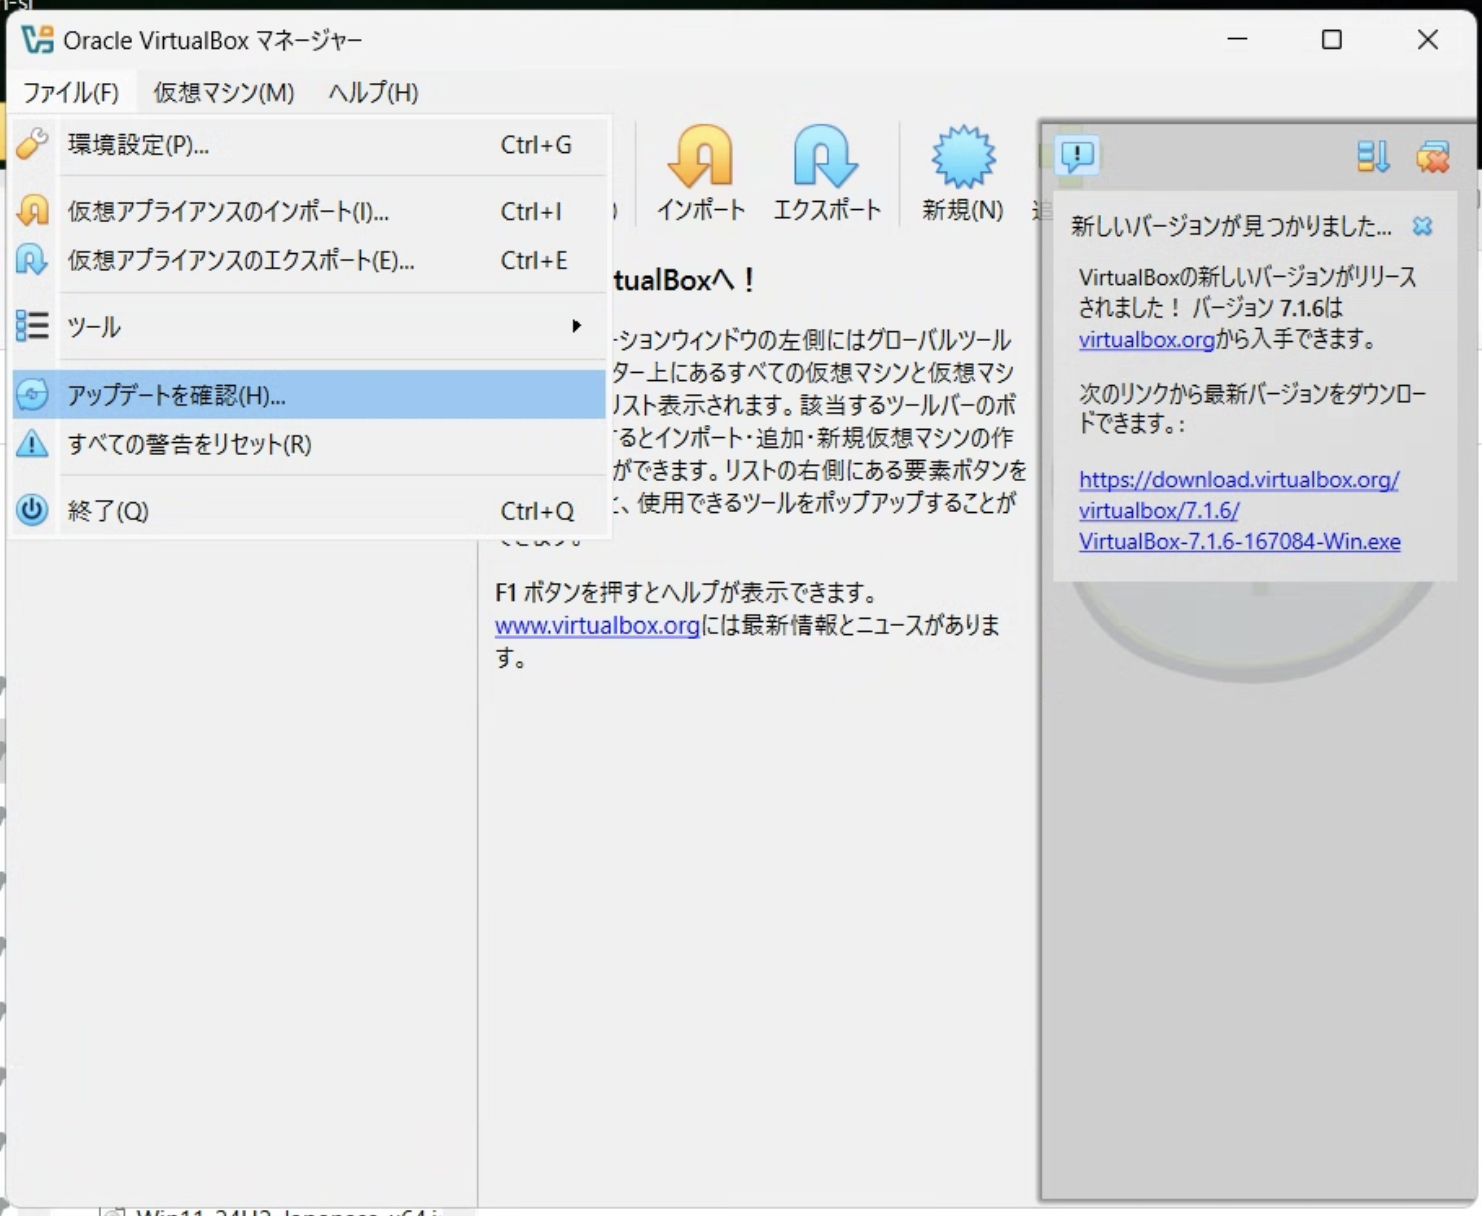 Oracle VirtualBox マネージャー
ファイル(F) 仮想マシン(M) ヘルプ(H)
環境設定(P)... Ctrl+G
仮想アプライアンスのインポート(I)... Ctrl+I
仮想アプライアンスのエクスポート(E)... Ctrl+E
ツール
アップデートを確認(H)...
すべての警告をリセット(R)
終了(Q) Ctrl+Q
インポート エクスポート 新規(N) 追
tualBoxへ！
ションウィンドウの左側にはグローバルツール
ター上にあるすべての仮想マシンと仮想マシ
リスト表示されます。該当するツールバーのボ
るとインポート・追加・新規仮想マシンの作
ができます。リストの右側にある要素ボタンを
、使用できるツールをポップアップすることが
できます。
F1 ボタンを押すとヘルプが表示できます。
www.virtualbox.orgには最新情報とニュースがありま
す。
新しいバージョンが見つかりました...
VirtualBoxの新しいバージョンがリリース
されました！ バージョン 7.1.6は
virtualbox.orgから入手できます。
次のリンクから最新バージョンをダウンロー
ドできます。:
https://download.virtualbox.org/
virtualbox/7.1.6/
VirtualBox-7.1.6-167084-Win.exe